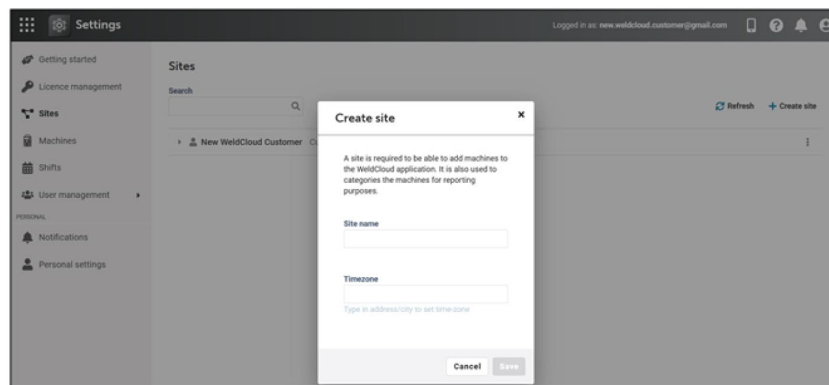 Settings
Logged in as: new.weldcloud.customer@gmail.com
Getting started
Licence management
Sites
Machines
Shifts
User management
PERSONAL
Notifications
Personal settings
Sites
Search
Refresh
Create site
New WeldCloud Customer
Create site
A site is required to be able to add machines to
the WeldCloud application. It is also used to
categories the machines for reporting
purposes.
Site name
Timezone
Type in address/city to set time-zone
Cancel
Save